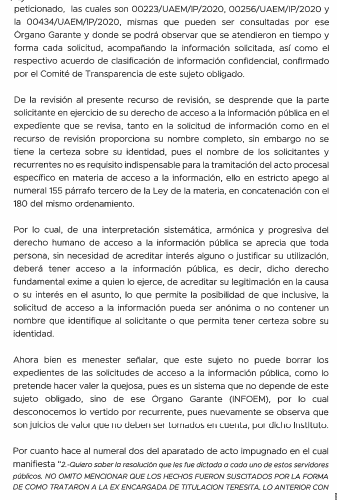 peticionado, las cuales son 00223/UAEM/IP/2020, 00256/UAEM/IP/2020 y
la 00434/UAEM/IP/2020, mismas que pueden ser consultadas por ese
Órgano Garante y donde se podrá observar que se atendieron en tiempo y
forma cada solicitud, acompañando la información solicitada, así como el
respectivo acuerdo de clasificación de información confidencial, confirmado
por el Comité de Transparencia de este sujeto obligado.
De la revisión al presente recurso de revisión, se desprende que la parte
solicitante en ejercicio de su derecho de acceso a la información pública en el
expediente que se revisa, tanto en la solicitud de información como en el
recurso de revisión proporciona su nombre completo, sin embargo no se
tiene la certeza sobre su identidad, pues el nombre de los solicitantes y
recurrentes no es requisito indispensable para la tramitación del acto procesal
específico en materia de acceso a la información, ello en estricto apego al
numeral 155 párrafo tercero de la Ley de la materia, en concatenación con el
180 del mismo ordenamiento.
Por lo cual, de una interpretación sistemática, armónica y progresiva del
derecho humano de acceso a la información pública se aprecia que toda
persona, sin necesidad de acreditar interés alguno o justificar su utilización,
deberá tener acceso a la información pública, es decir, dicho derecho
fundamental exime a quien lo ejerce, de acreditar su legitimación en la causa
o su interés en el asunto, lo que permite la posibilidad de que inclusive, la
solicitud de acceso a la información pueda ser anónima o no contener un
nombre que identifique al solicitante o que permita tener certeza sobre su
identidad.
Ahora bien es menester señalar, que este sujeto no puede borrar los
expedientes de las solicitudes de acceso a la información pública, como lo
pretende hacer valer la quejosa, pues es un sistema que no depende de este
sujeto obligado, sino de ese Órgano Garante (INFOEM), por lo cual
desconocemos lo vertido por recurrente, pues nuevamente se observa que
son juicios de valor que no deben ser tomados en cuenta, por dicho Instituto.
Por cuanto hace al numeral dos del aparatado de acto impugnado en el cual
manifiesta "2.-Quiero saber la resolución que les fue dictada a cada uno de estos servidores
públicos. NO OMITO MENCIONAR QUE LOS HECHOS FUERON SUSCITADOS POR LA FORMA
DE COMO TRATARON A LA EX ENCARGADA DE TITULACION TERESITA. LO ANTERIOR CON